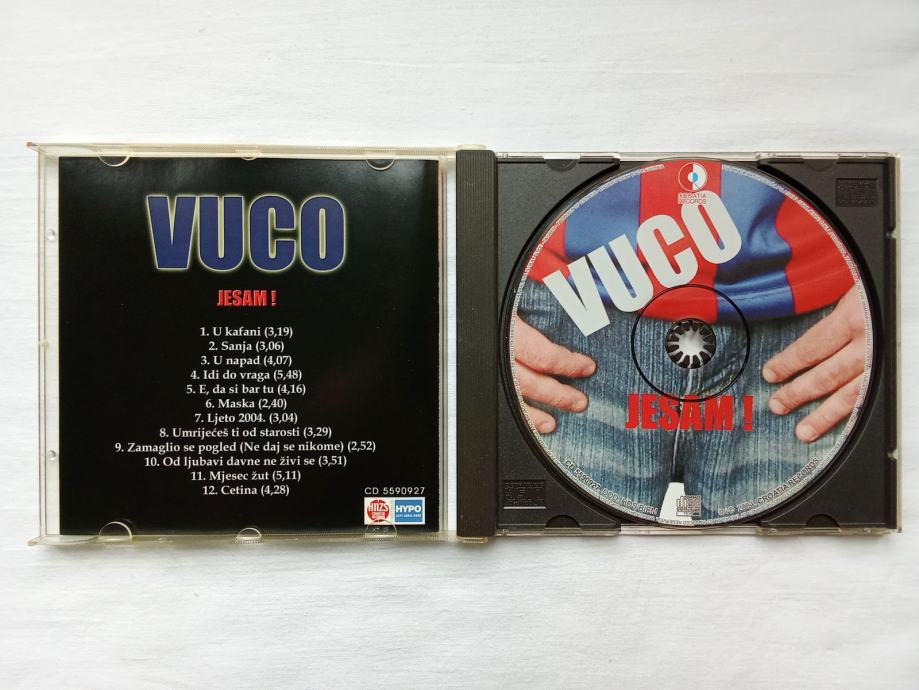 VUCO
JESAM !
1. U kafani (3,19)
2. Sanja (3,06)
3. U napad (4,07)
4. Idi do vraga (5,48)
5. E, da si bar tu (4,16)
6. Maska (2,40)
7. Ljeto 2004. (3,04)
8. Umrijećeš ti od starosti (3,29)
9. Zamaglio se pogled (Ne daj se nikome) (2,52)
10. Od ljubavi davne ne živi se (3,51)
11. Mjesec žut (5,11)
12. Cetina (4,28)
CD 5590927
HYPO
CROATIA
RECORDS
VUCO
JESAM !
CD 5590927
CROATIA RECORDS